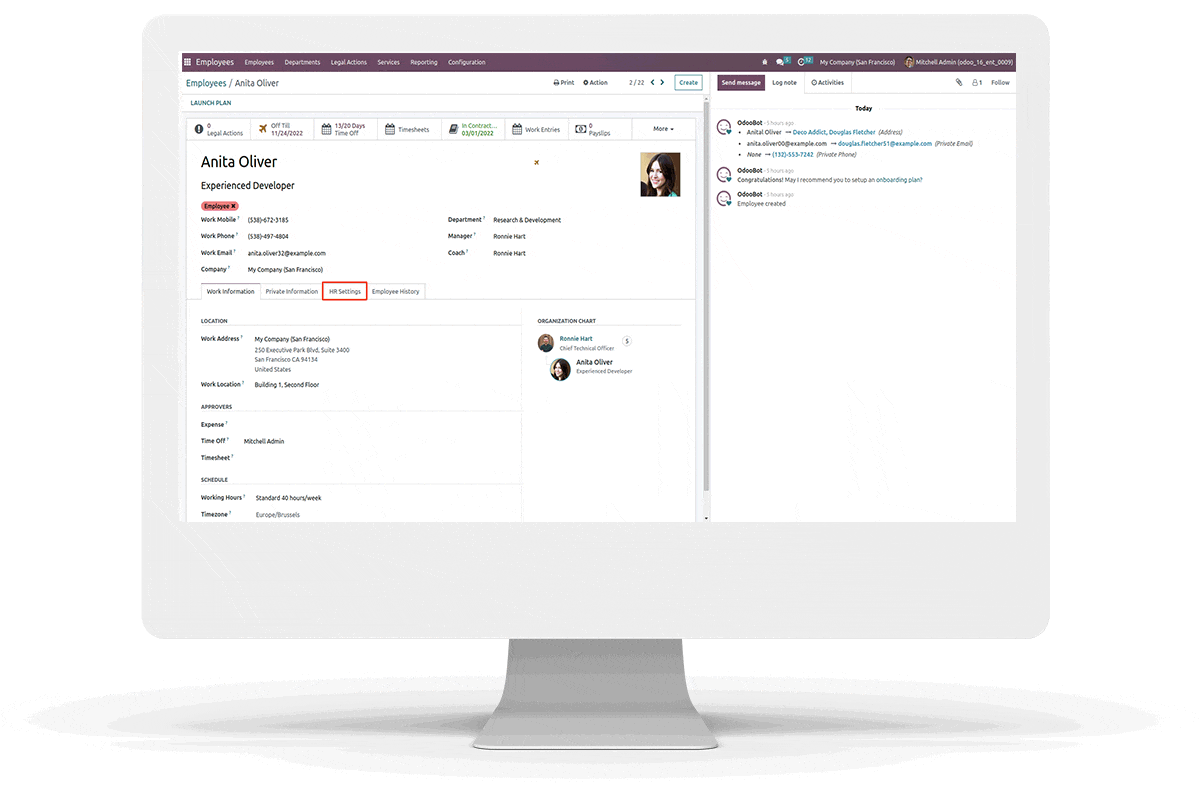 Employees Employees Departments Legal Actions Services Reporting Configuration 5 12 My Company (San Francisco) Mitchell Admin (odoo_16_ent_0009)
Employees / Anita Oliver Print Action 2 / 22 Create Send message Log note Activities 1 Follow
LAUNCH PLAN
Today
0 Legal Actions
Off Till 11/24/2022
13/20 Days Time Off
Timesheets
In Contract,... 03/01/2022
Work Entries
0 Payslips
More
Anita Oliver
Experienced Developer
Employee ×
Work Mobile ? (538)-672-3185
Work Phone ? (538)-497-4804
Work Email ? anita.oliver32@example.com
Company ? My Company (San Francisco)
Department ? Research & Development
Manager ? Ronnie Hart
Coach ? Ronnie Hart
Work Information Private Information HR Settings Employee History
LOCATION
Work Address ? My Company (San Francisco)
250 Executive Park Blvd, Suite 3400
San Francisco CA 94134
United States
Work Location ? Building 1, Second Floor
APPROVERS
Expense ?
Time Off ? Mitchell Admin
Timesheet ?
SCHEDULE
Working Hours ? Standard 40 hours/week
Timezone ? Europe/Brussels
ORGANIZATION CHART
Ronnie Hart 5
Chief Technical Officer
Anita Oliver
Experienced Developer
OdooBot - 5 hours ago
• Anital Oliver → Deco Addict, Douglas Fletcher (Address)
• anita.oliver00@example.com → douglas.fletcher51@example.com (Private Email)
• None → (132)-553-7242 (Private Phone)
OdooBot - 5 hours ago
Congratulations! May I recommend you to setup an onboarding plan?
OdooBot - 5 hours ago
Employee created